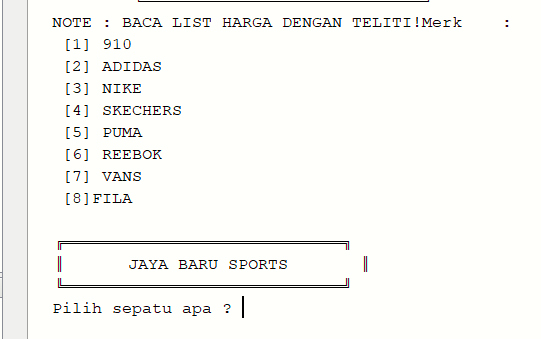 NOTE : BACA LIST HARGA DENGAN TELITI!Merk    :
[1] 910
[2] ADIDAS
[3] NIKE
[4] SKECHERS
[5] PUMA
[6] REEBOK
[7] VANS
[8]FILA
JAYA BARU SPORTS
Pilih sepatu apa ?